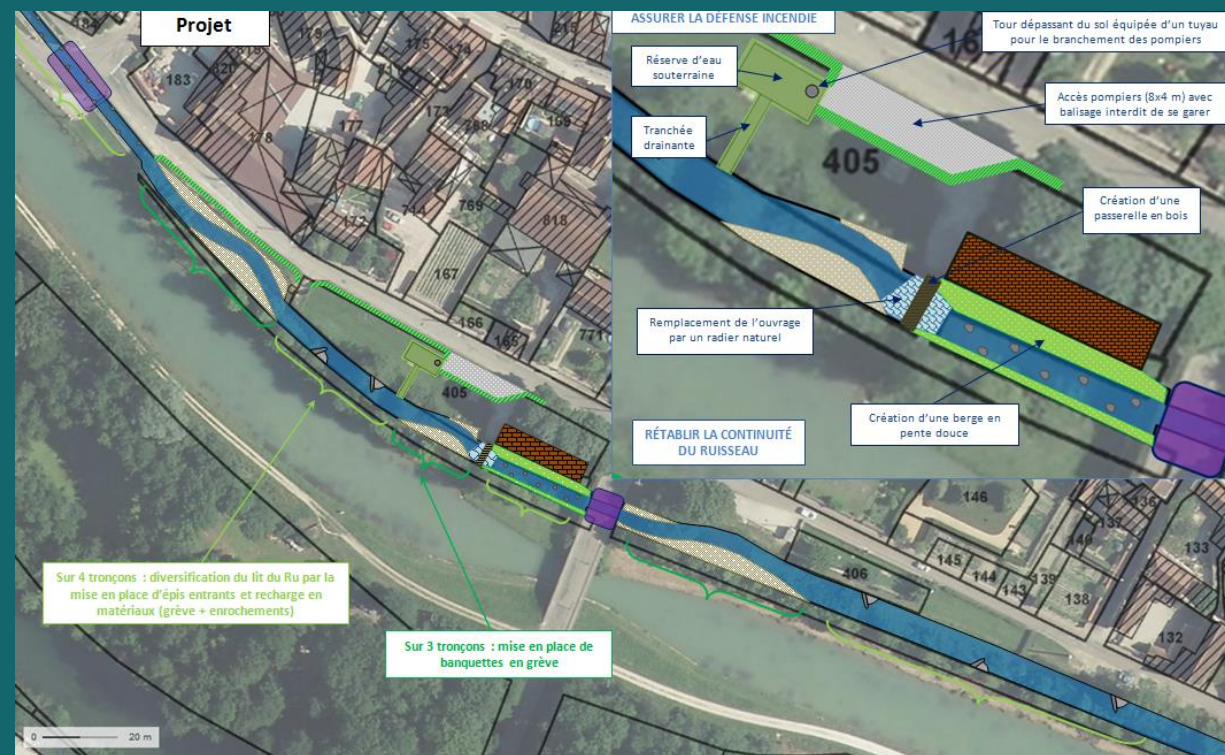 Projet
ASSURER LA DÉFENSE INCENDIE
Tour dépassant du sol équipée d'un tuyau
pour le branchement des pompiers
Réserve d'eau
souterraine
Accès pompiers (8x4 m) avec
balisage interdit de se garer
Tranchée
drainante
405
Création d'une
passerelle en bois
Remplacement de l'ouvrage
par un radier naturel
Création d'une berge en
pente douce
RÉTABLIR LA CONTINUITÉ
DU RUISSEAU
183
178
177
175
174
173
170
769
714
172
818
167
166
165
771
405
146
136
137
133
145
144
143
139
138
132
406
Sur 4 tronçons : diversification du lit du Ru par la
mise en place d'épis entrants et recharge en
matériaux (grève + enrochements)
Sur 3 tronçons : mise en place de
banquettes en grève
0 20 m